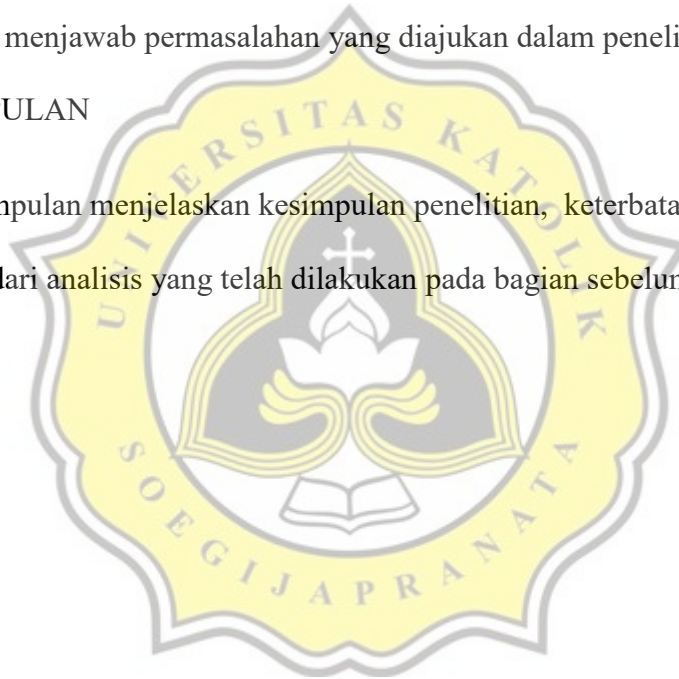 menjawab permasalahan yang diajukan dalam peneli
PULAN
npulan menjelaskan kesimpulan penelitian, keterbata
dari analisis yang telah dilakukan pada bagian sebelun
UNIVERSITAS KATOLIK
SOEGIJAPRANATA